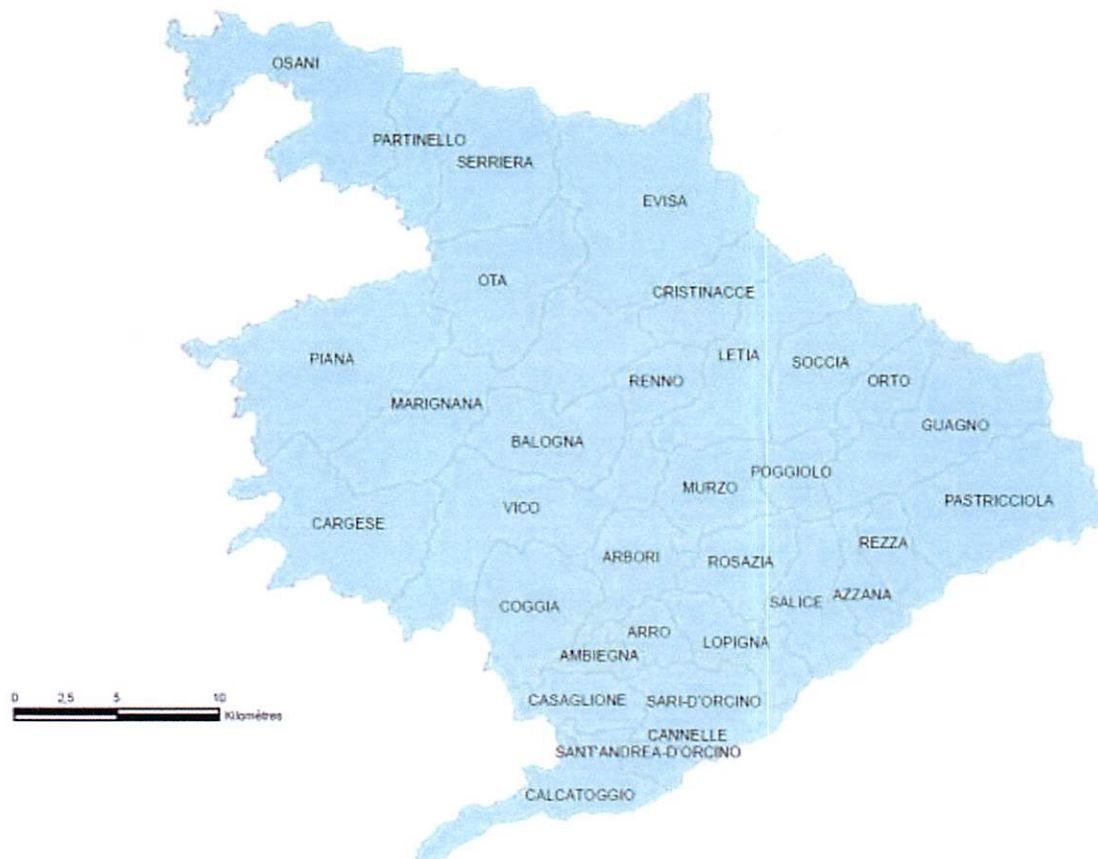 OSANI
PARTINELLO
SERRIERA
EVISA
OTA
CRISTINACCE
PIANA
LETIA
SOCCIA
RENNO
ORTO
MARIGNANA
GUAGNO
BALOGNA
POGGIOLO
MURZO
PASTRICCIOLA
VICO
CARGESE
REZZA
ARBORI
ROSAZIA
AZZANA
SALICE
COGGIA
ARRO
LOPIGNA
AMBIEGNA
CASAGLIONE
SARI-D'ORCINO
CANNELLE
SANT'ANDREA-D'ORCINO
CALCATOGGIO
0 2,5 5 10
Kilomètres